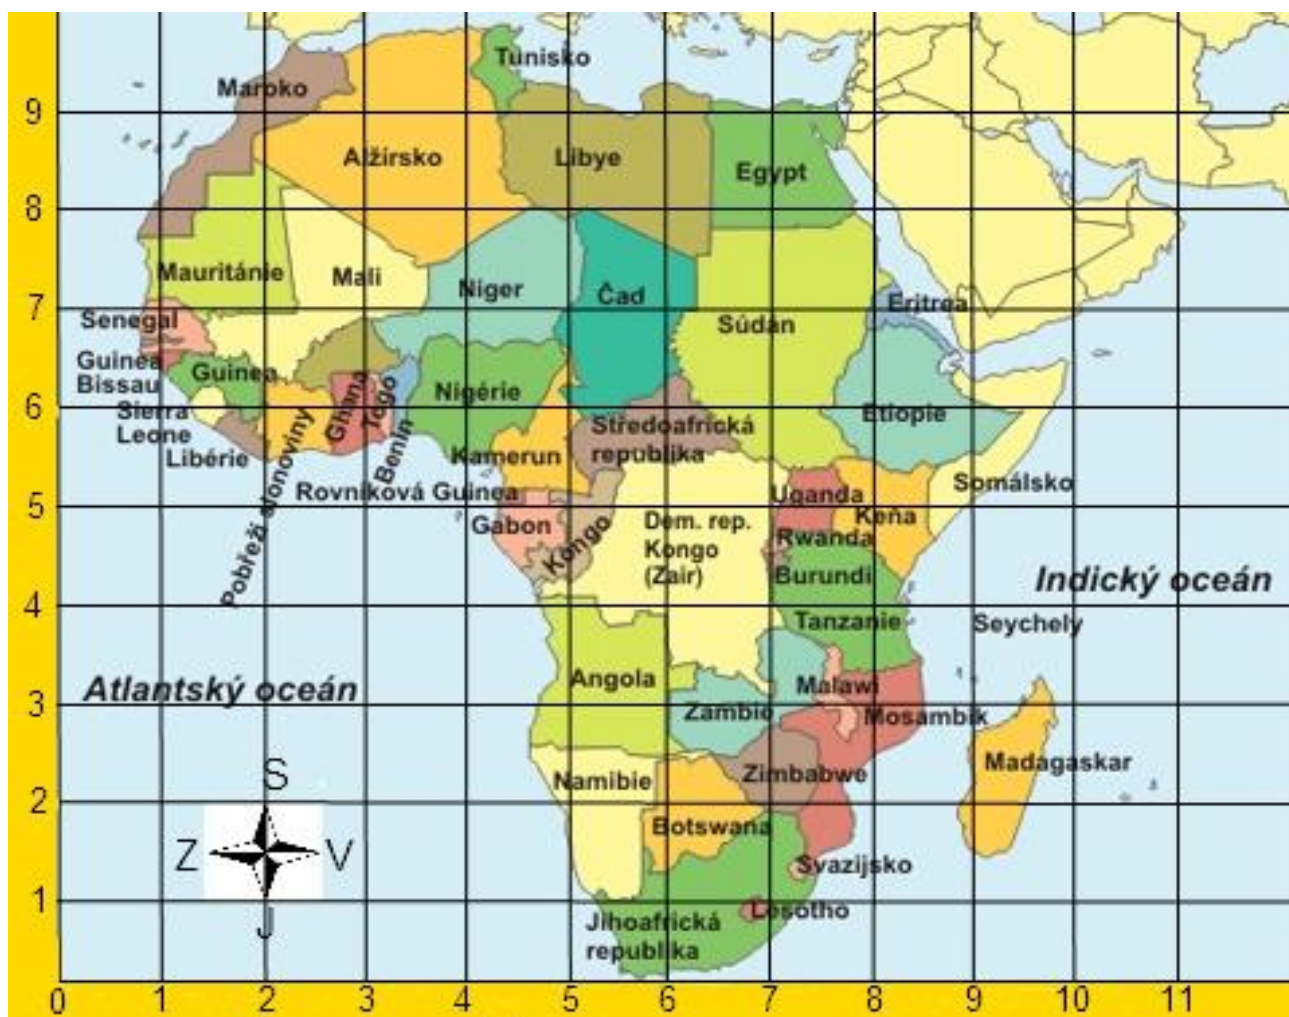 Tunisko
Maroko
9
Alžírsko
Libye
Egypt
8
Mauritánie
Mali
Niger
Čad
Eritrea
7
Senegal
Súdán
Guinea
Bissau
Guinea
Nigérie
6
Ghana
Togo
Benin
Sierra
Leone
Etiopie
Libérie
Středoafrická
republika
Kamerun
Pobřeží slonoviny
Rovníková Guinea
Uganda
Somálsko
5
Gabon
Kongo
Dem. rep.
Kongo
(Zair)
Keňa
Rwanda
Burundi
Indický oceán
4
Tanzanie
Seychely
Atlantský oceán
Angola
Malawi
3
Zambie
Mosambik
Madagaskar
S
Namibie
Zimbabwe
2
Botswana
Z
V
Svazijsko
1
J
Lesotho
Jihoafrická
republika
0 1 2 3 4 5 6 7 8 9 10 11